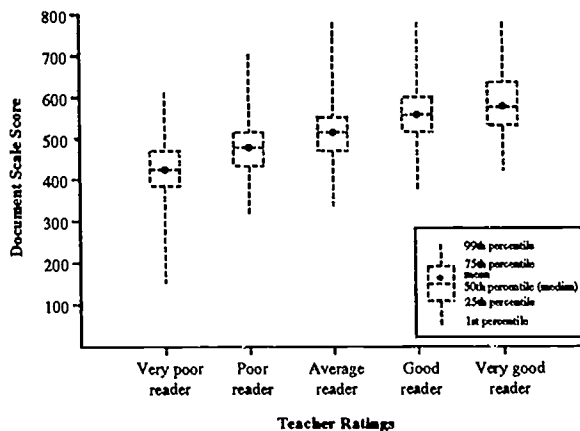 800
700
600
500
400
300
200
100
Document Scale Score
99th percentile
75th percentile
mean
50th percentile (median)
25th percentile
1st percentile
Very poor reader
Poor reader
Average reader
Good reader
Very good reader
Teacher Ratings